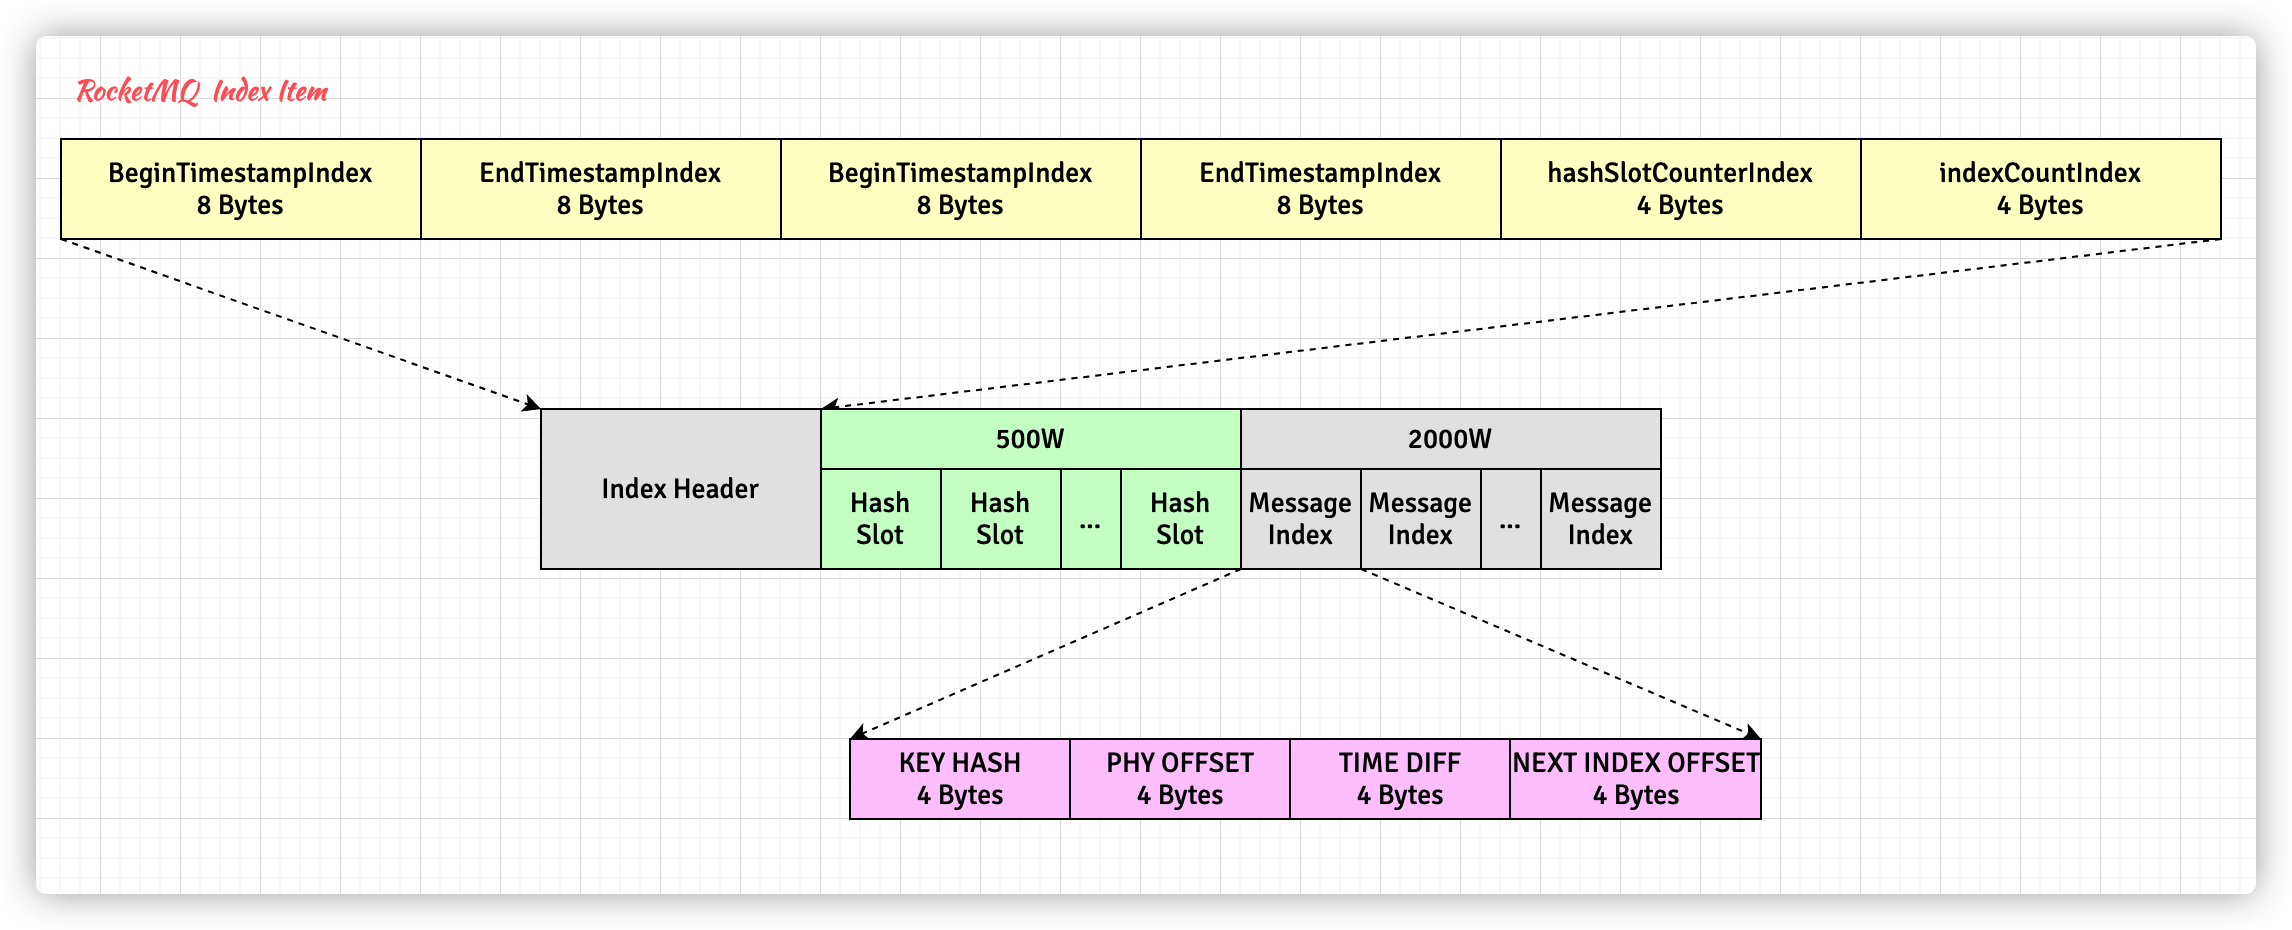 RocketMQ Index Item
BeginTimestampIndex
8 Bytes
EndTimestampIndex
8 Bytes
BeginTimestampIndex
8 Bytes
EndTimestampIndex
8 Bytes
hashSlotCounterIndex
4 Bytes
indexCountIndex
4 Bytes
Index Header
500W
2000W
Hash
Slot
Hash
Slot
...
Hash
Slot
Message
Index
Message
Index
...
Message
Index
KEY HASH
4 Bytes
PHY OFFSET
4 Bytes
TIME DIFF
4 Bytes
NEXT INDEX OFFSET
4 Bytes